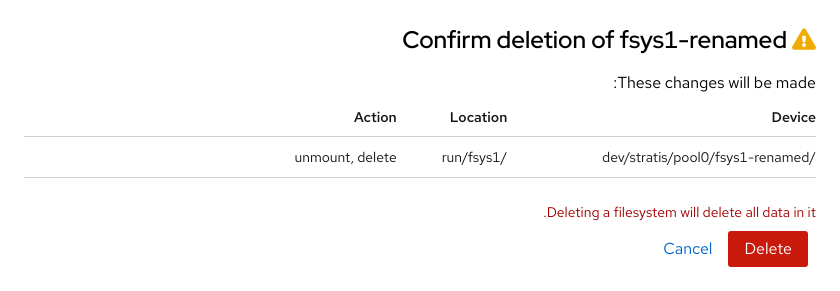 Confirm deletion of fsys1-renamed
:These changes will be made
Action Location Device
unmount, delete run/fsys1/ dev/stratis/pool0/fsys1-renamed/
.Deleting a filesystem will delete all data in it
Cancel Delete